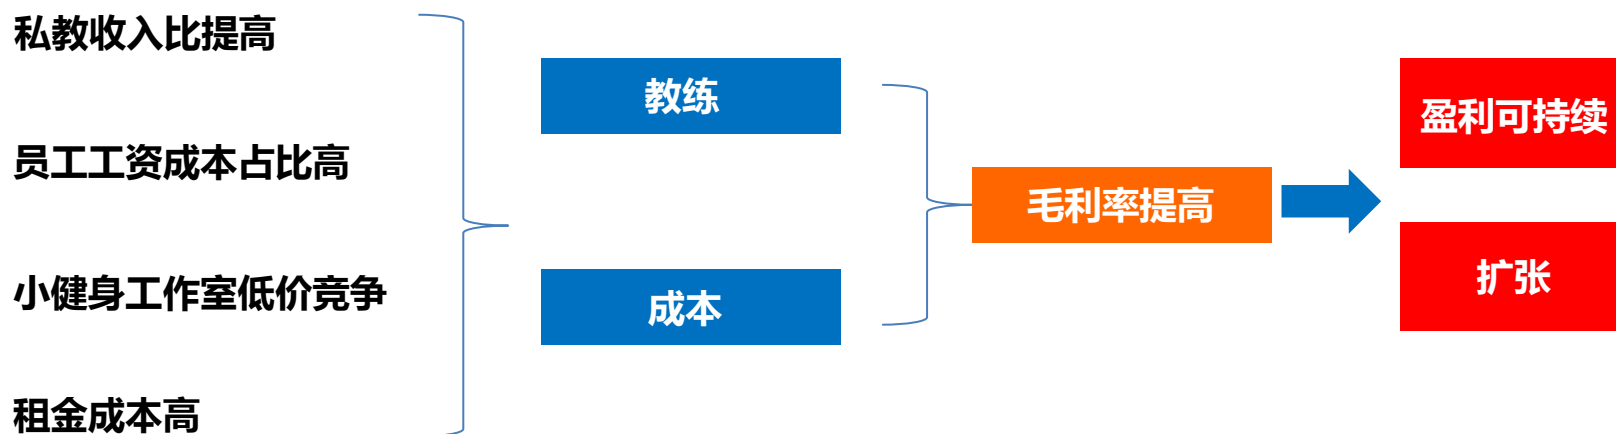 私教收入比提高
员工工资成本占比高
小健身工作室低价竞争
租金成本高
教练
成本
毛利率提高
盈利可持续
扩张